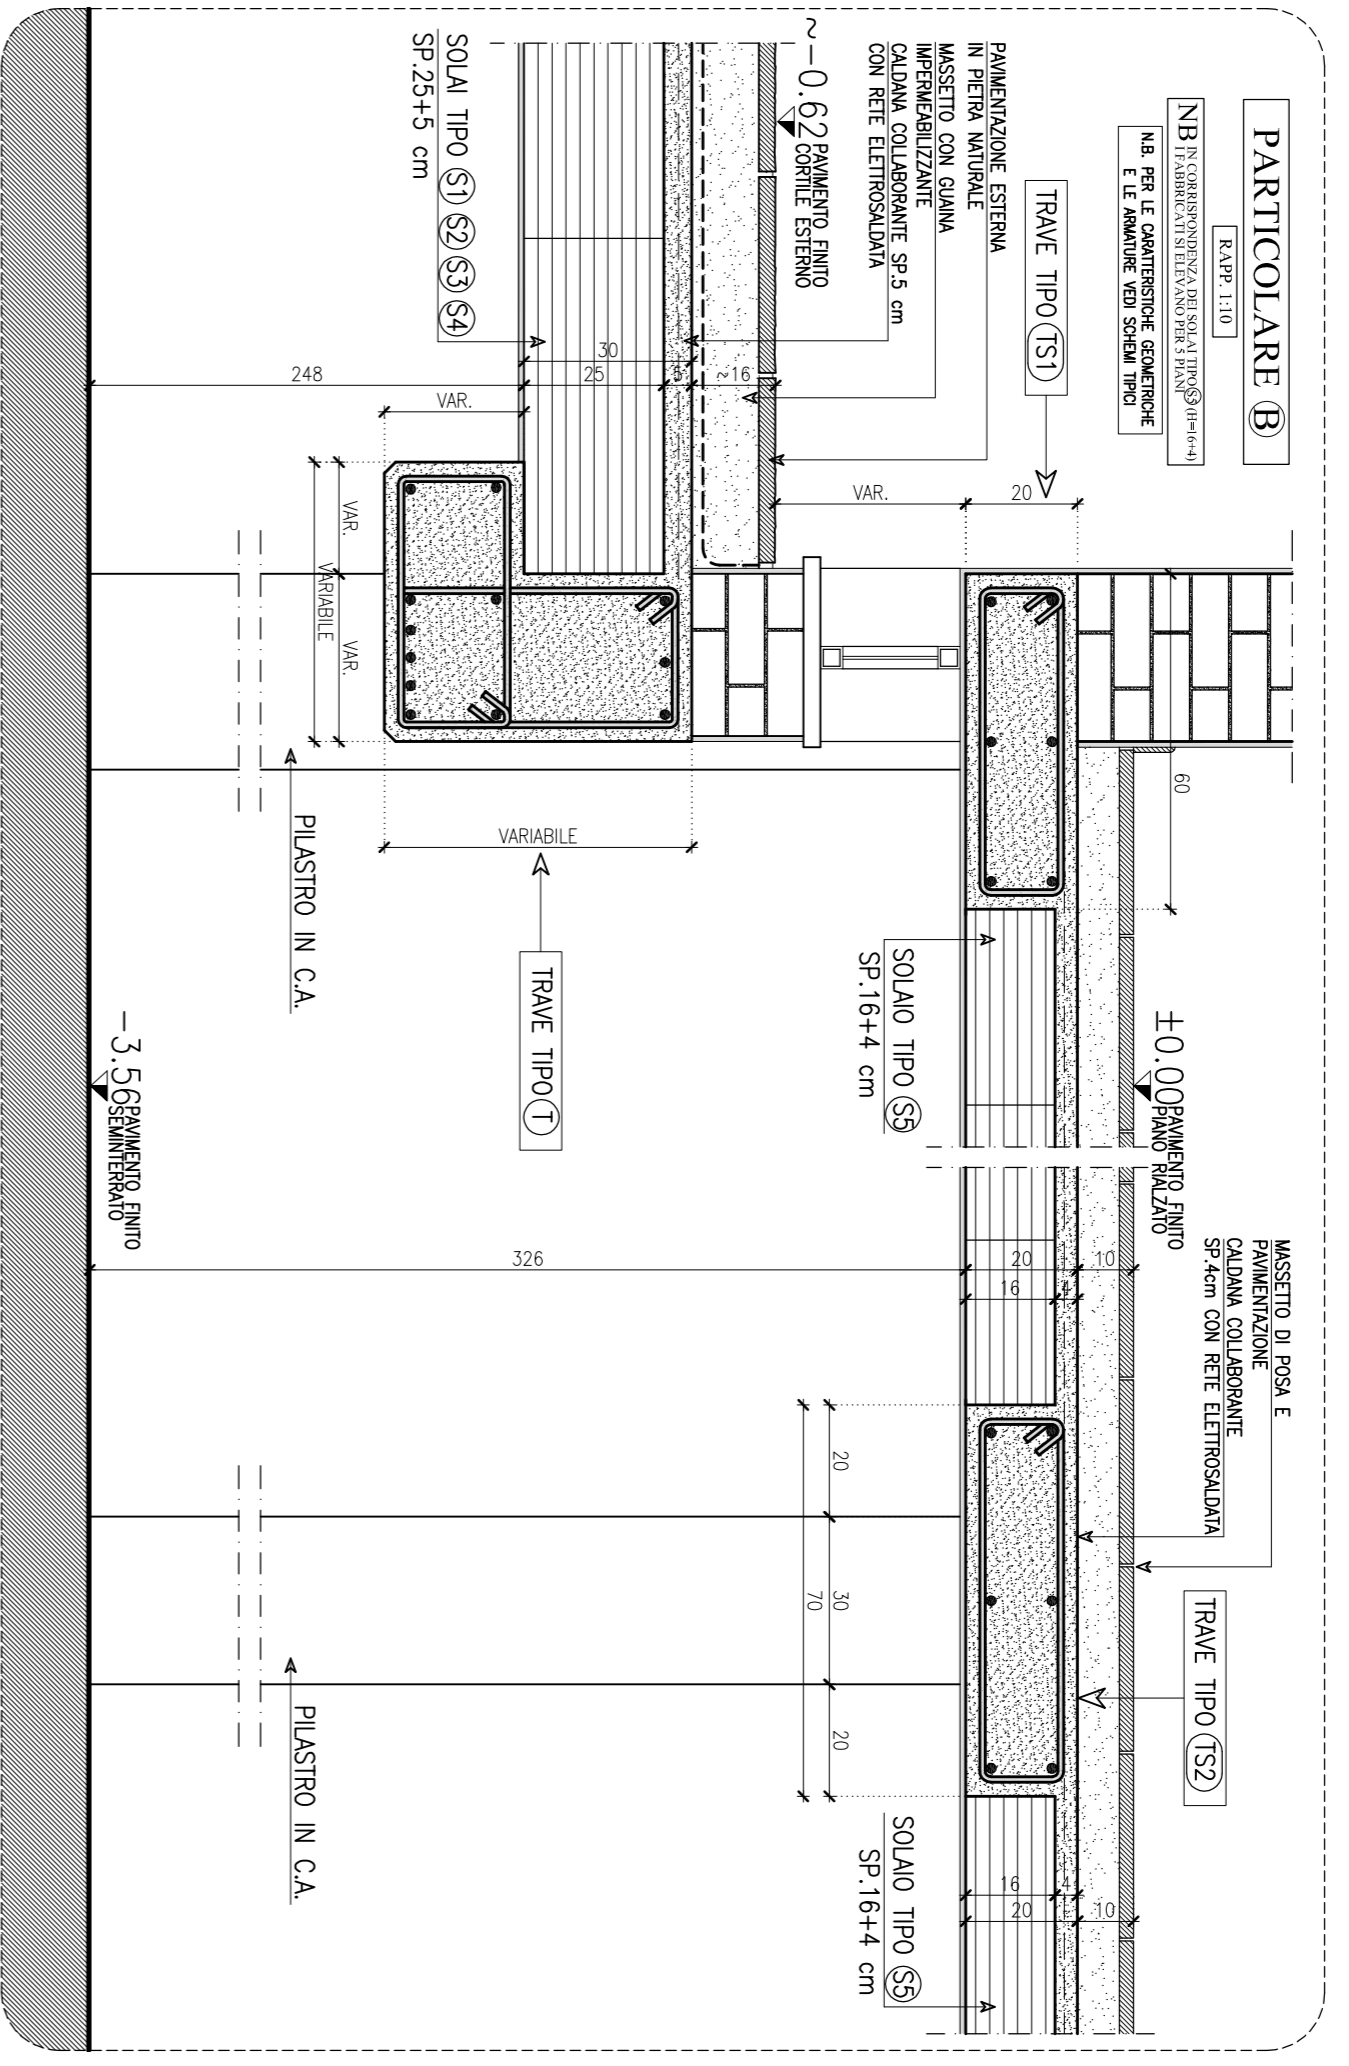 PARTICOLARE B
RAPP. 1:10
NB IN CORRISPONDENZA DEI SOLAI TIPO S5 (H=16+4)
I FABBRICATI SI ELEVANO PER 5 PIANI
N.B. PER LE CARATTERISTICHE GEOMETRICHE
E LE ARMATURE VEDI SCHEMI TIPICI
TRAVE TIPO TS1
PAVIMENTAZIONE ESTERNA
IN PIETRA NATURALE
MASSETTO CON GUAINA
IMPERMEABILIZZANTE
CALDANA COLLABORANTE SP.5 cm
CON RETE ELETTROSALDATA
~-0.62 PAVIMENTO FINITO
CORTILE ESTERNO
SOLAI TIPO S1 S2 S3 S4
SP.25+5 cm
30
25
5
~16
248
VAR.
VAR.
20
VAR.
VAR.
VARIABILE
60
VARIABILE
TRAVE TIPO T
PILASTRO IN C.A.
SOLAIO TIPO S5
SP.16+4 cm
±0.00 PAVIMENTO FINITO
PIANO RIALZATO
-3.56 PAVIMENTO FINITO
SEMINTERRATO
MASSETTO DI POSA E
PAVIMENTAZIONE
CALDANA COLLABORANTE
SP.4cm CON RETE ELETTROSALDATA
326
20
10
16
4
TRAVE TIPO TS2
20
30
20
70
PILASTRO IN C.A.
SOLAIO TIPO S5
SP.16+4 cm
16
4
20
10